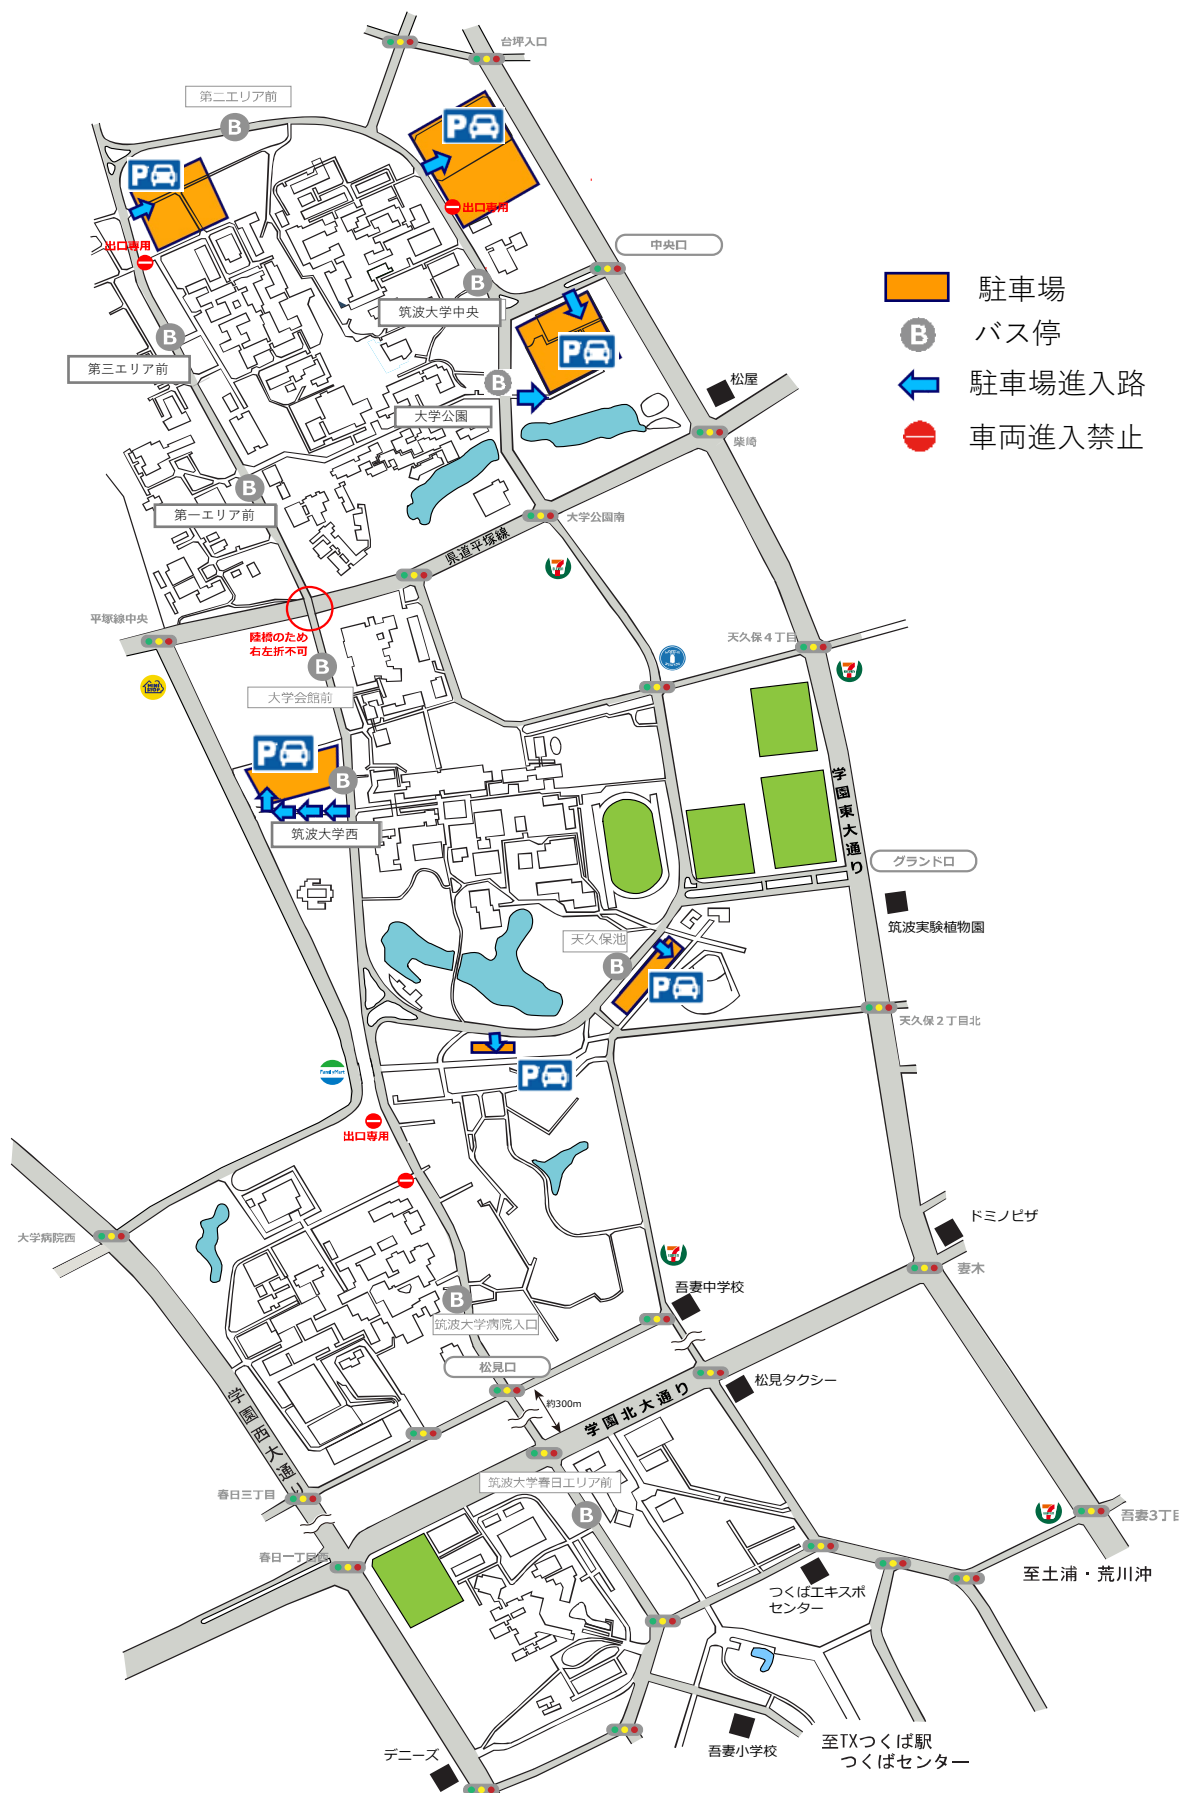 台坪入口
第二エリア前
B
P
P
出口専用
出口専用
中央口
B
筑波大学中央
駐車場
B
バス停
駐車場進入路
車両進入禁止
B
第三エリア前
P
B
大学公園
松屋
柴崎
B
第一エリア前
大学公園南
県道平塚線
7
平塚線中央
陸橋のため
右左折不可
B
大学会館前
天久保4丁目
7
MINI
STOP
P
B
筑波大学西
学園東大通り
グランド口
筑波実験植物園
天久保池
B
P
天久保2丁目北
P
FamilyMart
出口専用
大学病院西
ドミノピザ
妻木
7
吾妻中学校
B
筑波大学病院入口
松見口
約300m
松見タクシー
学園北大通り
学園西大通り
筑波大学春日エリア前
B
春日三丁目
春日一丁目西
7
吾妻3丁目
至土浦・荒川沖
つくばエキスポ
センター
吾妻小学校
至TXつくば駅
つくばセンター
デニーズ